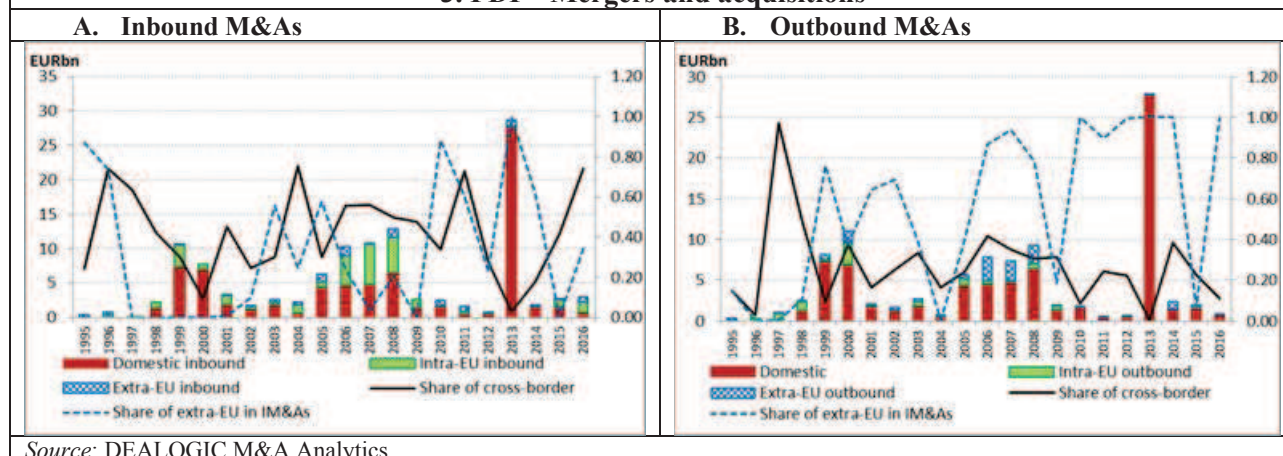 A. Inbound M&As
B. Outbound M&As
EURbn
35
30
25
20
15
10
5
0
1.20
1.00
0.80
0.60
0.40
0.20
0.00
1995 1996 1997 1998 1999 2000 2001 2002 2003 2004 2005 2006 2007 2008 2009 2010 2011 2012 2013 2014 2015 2016
Domestic inbound
Intra-EU inbound
Extra-EU inbound
Share of cross-border
Share of extra-EU in IM&As
EURbn
30
25
20
15
10
5
0
1.20
1.00
0.80
0.60
0.40
0.20
0.00
1995 1996 1997 1998 1999 2000 2001 2002 2003 2004 2005 2006 2007 2008 2009 2010 2011 2012 2013 2014 2015 2016
Domestic
Intra-EU outbound
Extra-EU outbound
Share of cross-border
Share of extra-EU in IM&As
Source: DEALOGIC M&A Analytics